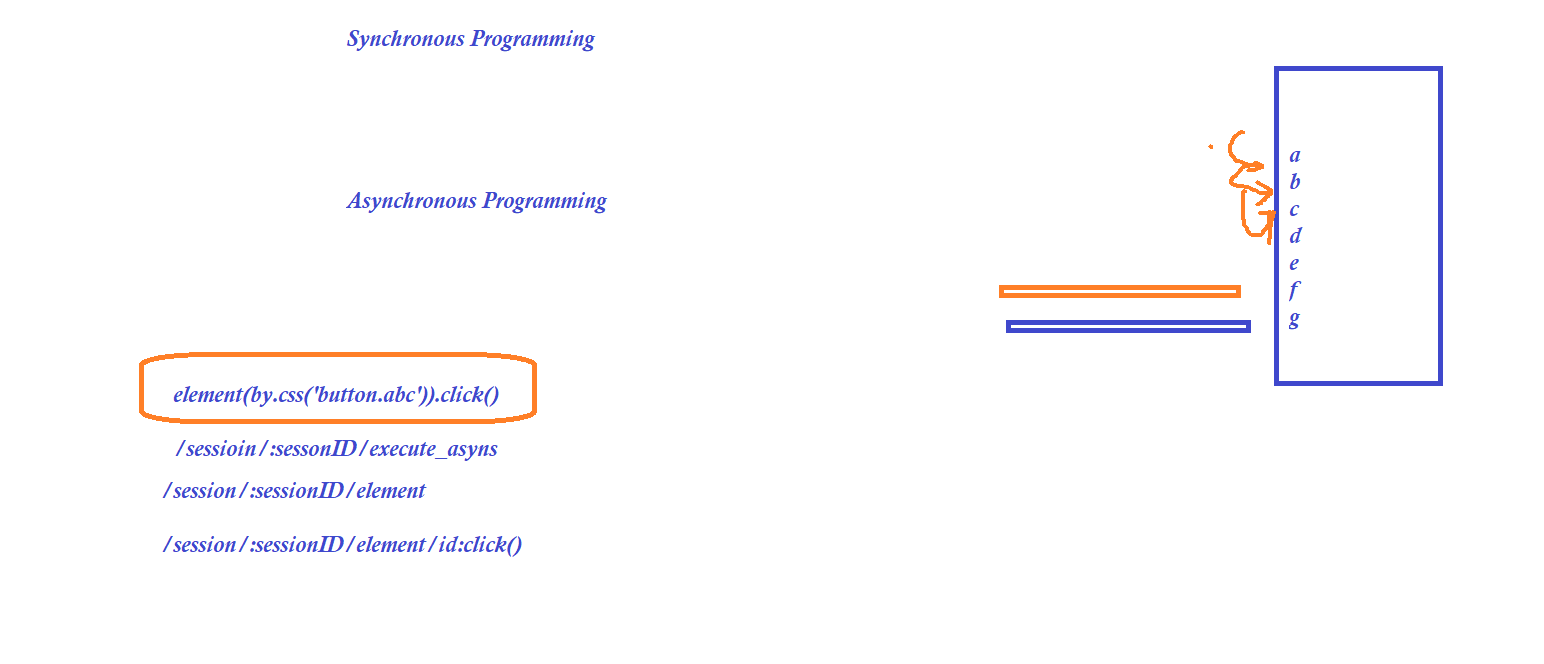 Synchronous Programming
Asynchronous Programming
element(by.css('button.abc')).click()
/sessioin/:sessonID/execute_asyns
/session/:sessionID/element
/session/:sessionID/element/id:click()
a
b
c
d
e
f
g